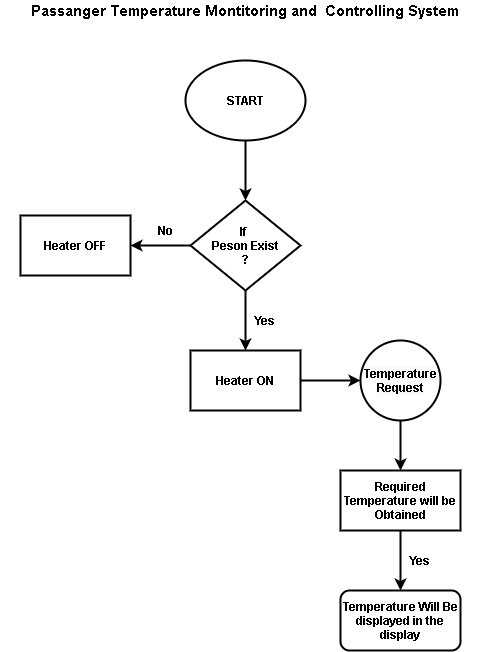 Passanger Temperature Montitoring and  Controlling System
START
If
Peson Exist
?
No
Heater OFF
Yes
Heater ON
Temperature
Request
Required
Temperature will be
Obtained
Yes
Temperature Will Be
displayed in the
display